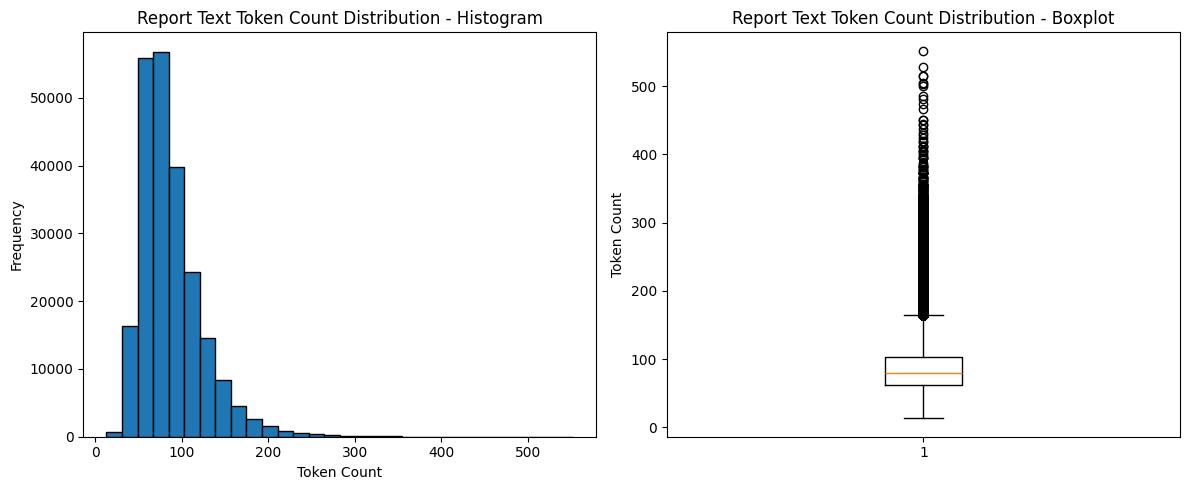 Report Text Token Count Distribution - Histogram
Frequency
50000
40000
30000
20000
10000
0
0 100 200 300 400 500
Token Count
Report Text Token Count Distribution - Boxplot
Token Count
500
400
300
200
100
0
1